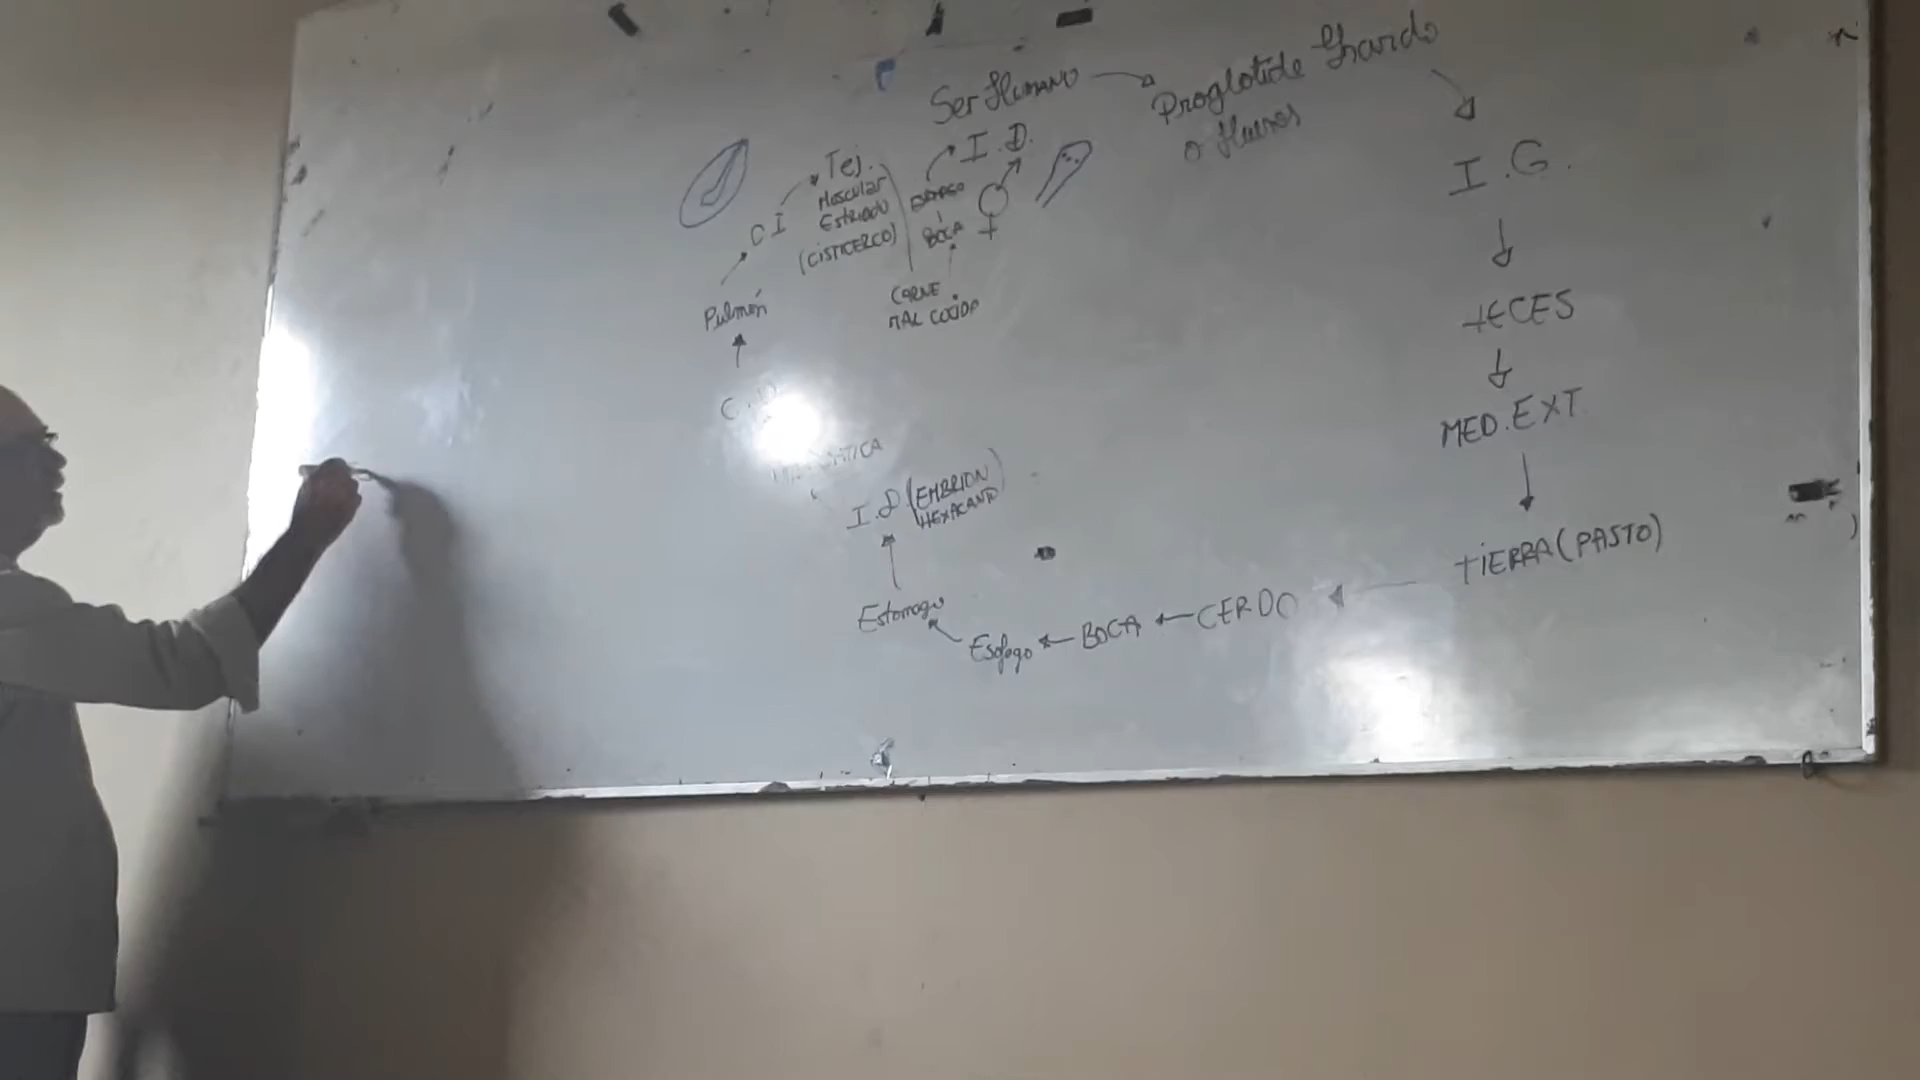 Ser Humano
Proglotide Gravido
o Huevos
I.D.
I.G.
HECES
MED. EXT
TIERRA (PASTO)
CERDO
BOCA
Esofago
Estomago
I.D (EMBRION
HEXACANTO)
C.D
Pulmón
C I
Tej.
Muscular
Estriado
(CISTICERCO)
CARNE
MAL COCIDA
BOCA